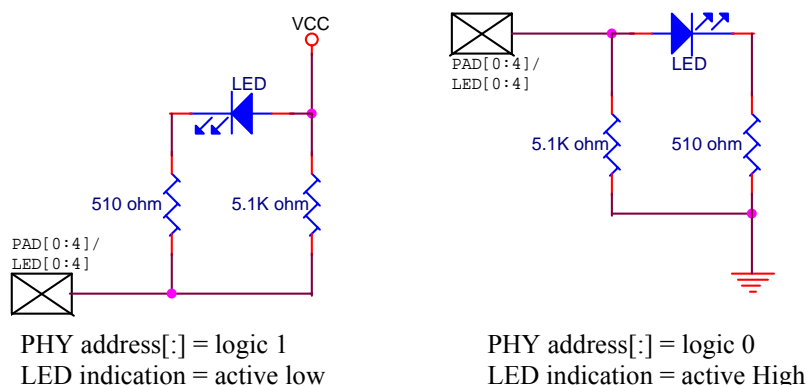 VCC
LED
510 ohm
5.1K ohm
PAD[0:4]/
LED[0:4]
PHY address[:] = logic 1
LED indication = active low
PAD[0:4]/
LED[0:4]
LED
5.1K ohm
510 ohm
PHY address[:] = logic 0
LED indication = active High